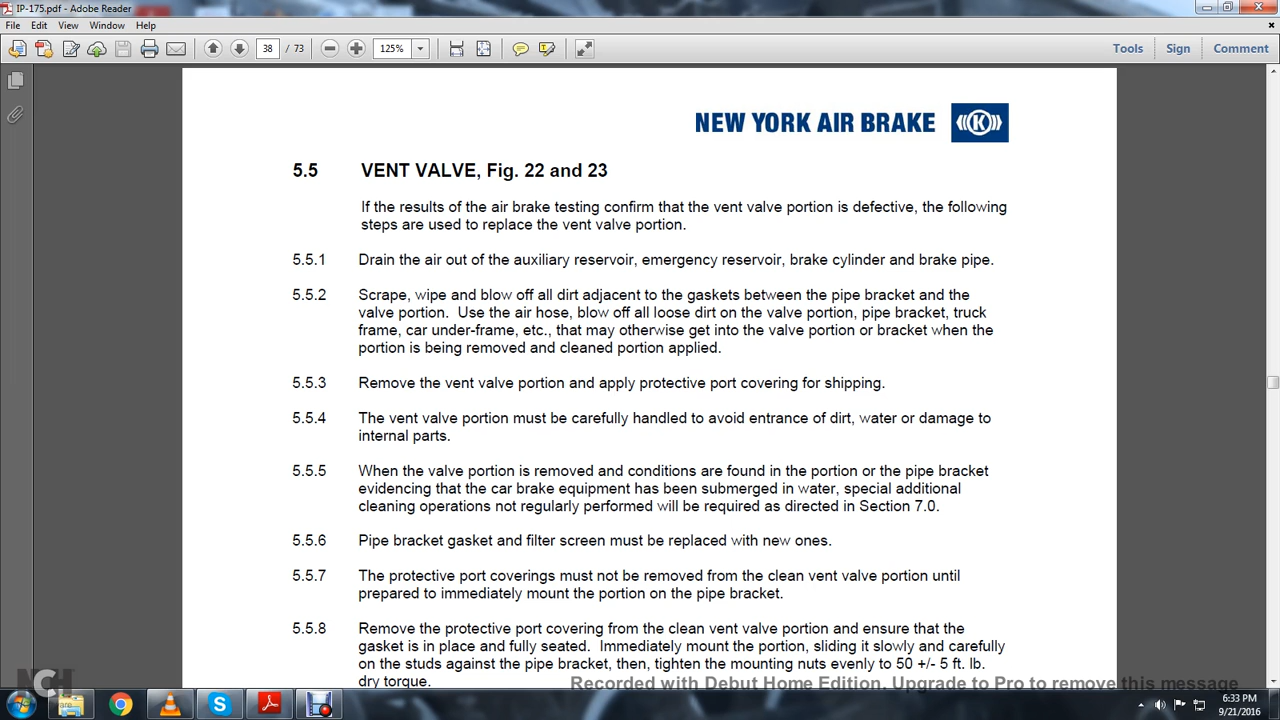 IP-175.pdf - Adobe Reader
File Edit View Window Help
38 / 73 125% Tools Sign Comment
NEW YORK AIR BRAKE K
5.5 VENT VALVE, Fig. 22 and 23
If the results of the air brake testing confirm that the vent valve portion is defective, the following
steps are used to replace the vent valve portion.
5.5.1 Drain the air out of the auxiliary reservoir, emergency reservoir, brake cylinder and brake pipe.
5.5.2 Scrape, wipe and blow off all dirt adjacent to the gaskets between the pipe bracket and the
valve portion. Use the air hose, blow off all loose dirt on the valve portion, pipe bracket, truck
frame, car under-frame, etc., that may otherwise get into the valve portion or bracket when the
portion is being removed and cleaned portion applied.
5.5.3 Remove the vent valve portion and apply protective port covering for shipping.
5.5.4 The vent valve portion must be carefully handled to avoid entrance of dirt, water or damage to
internal parts.
5.5.5 When the valve portion is removed and conditions are found in the portion or the pipe bracket
evidencing that the car brake equipment has been submerged in water, special additional
cleaning operations not regularly performed will be required as directed in Section 7.0.
5.5.6 Pipe bracket gasket and filter screen must be replaced with new ones.
5.5.7 The protective port coverings must not be removed from the clean vent valve portion until
prepared to immediately mount the portion on the pipe bracket.
5.5.8 Remove the protective port covering from the clean vent valve portion and ensure that the
gasket is in place and fully seated. Immediately mount the portion, sliding it slowly and carefully
on the studs against the pipe bracket, then, tighten the mounting nuts evenly to 50 +/- 5 ft. lb.
dry torque.
Recorded with Debut Home Edition. Upgrade to Pro to remove this message
NCH
6:33 PM
9/21/2016